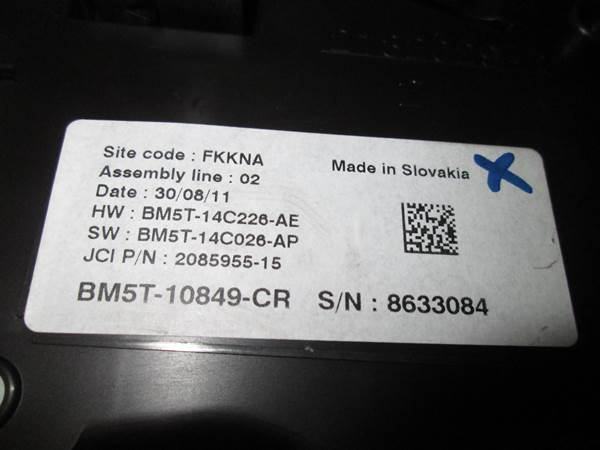 Site code : FKKNA
Made in Slovakia
Assembly line : 02
Date : 30/08/11
HW : BM5T-14C226-AE
SW : BM5T-14C026-AP
JCI P/N : 2085955-15
BM5T-10849-CR S/N : 8633084